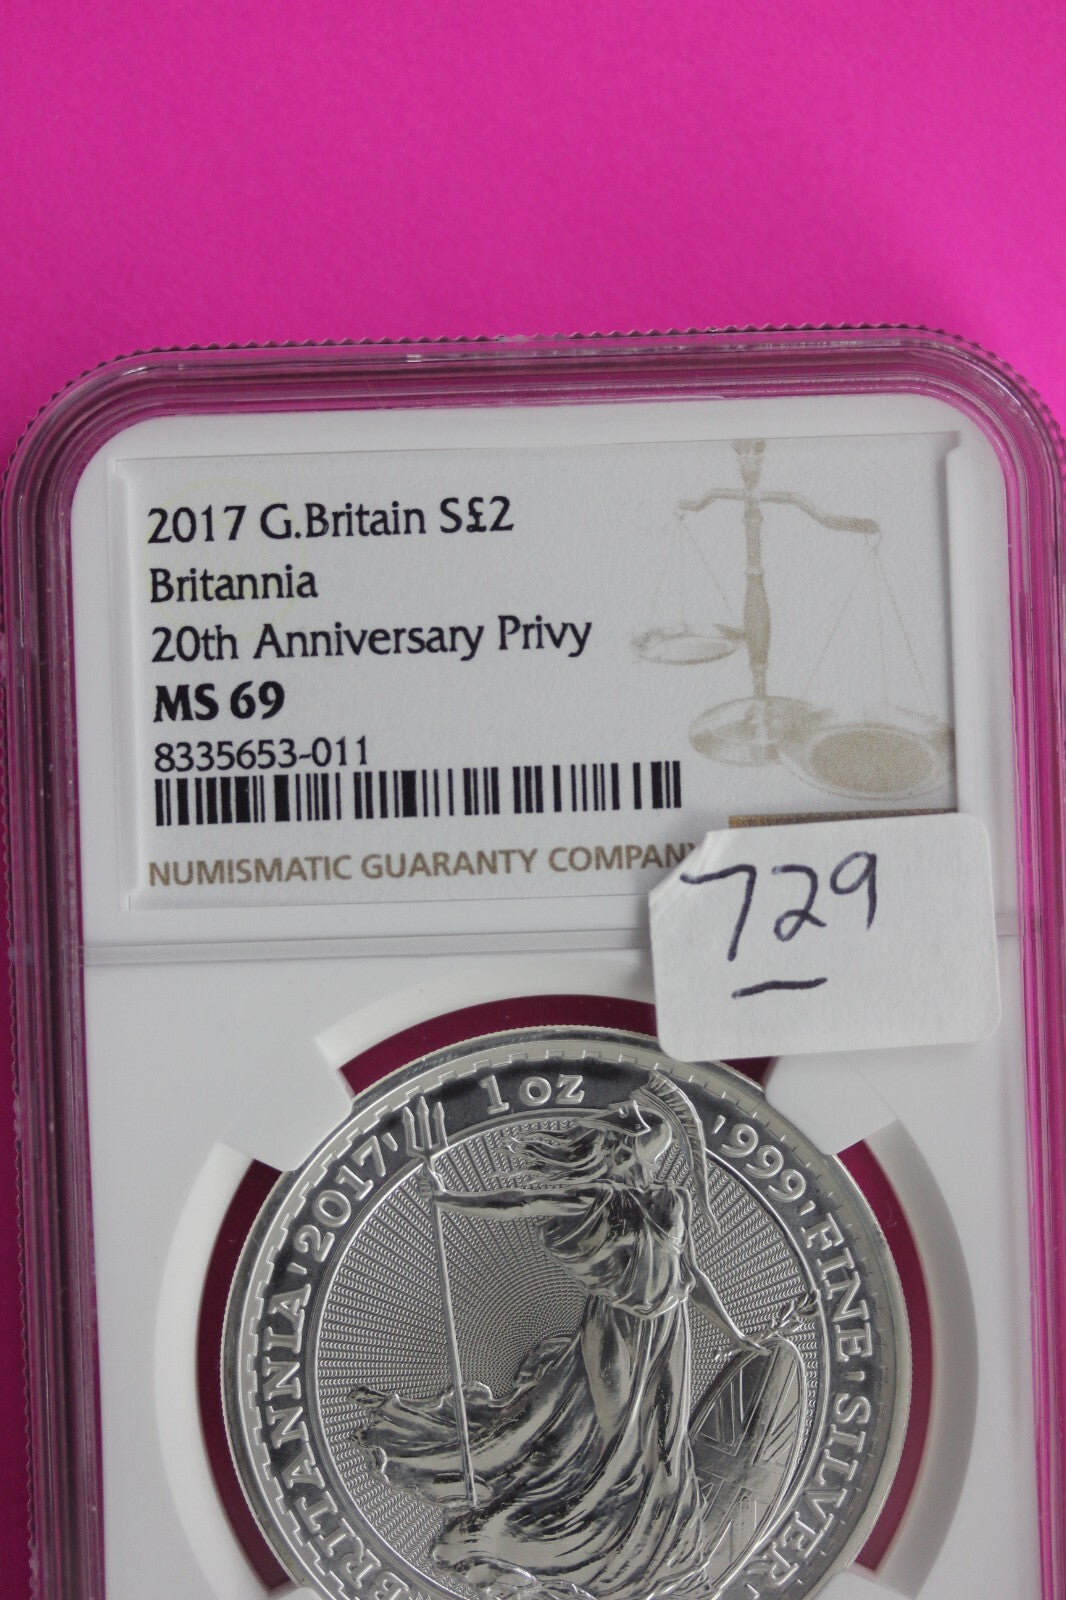 2017 G.Britain S£2
Britannia
20th Anniversary Privy
MS 69
8335653-011
NUMISMATIC GUARANTY COMPANY
729
BRITANNIA '2017' 1 OZ '999' FINE 'SILVER'